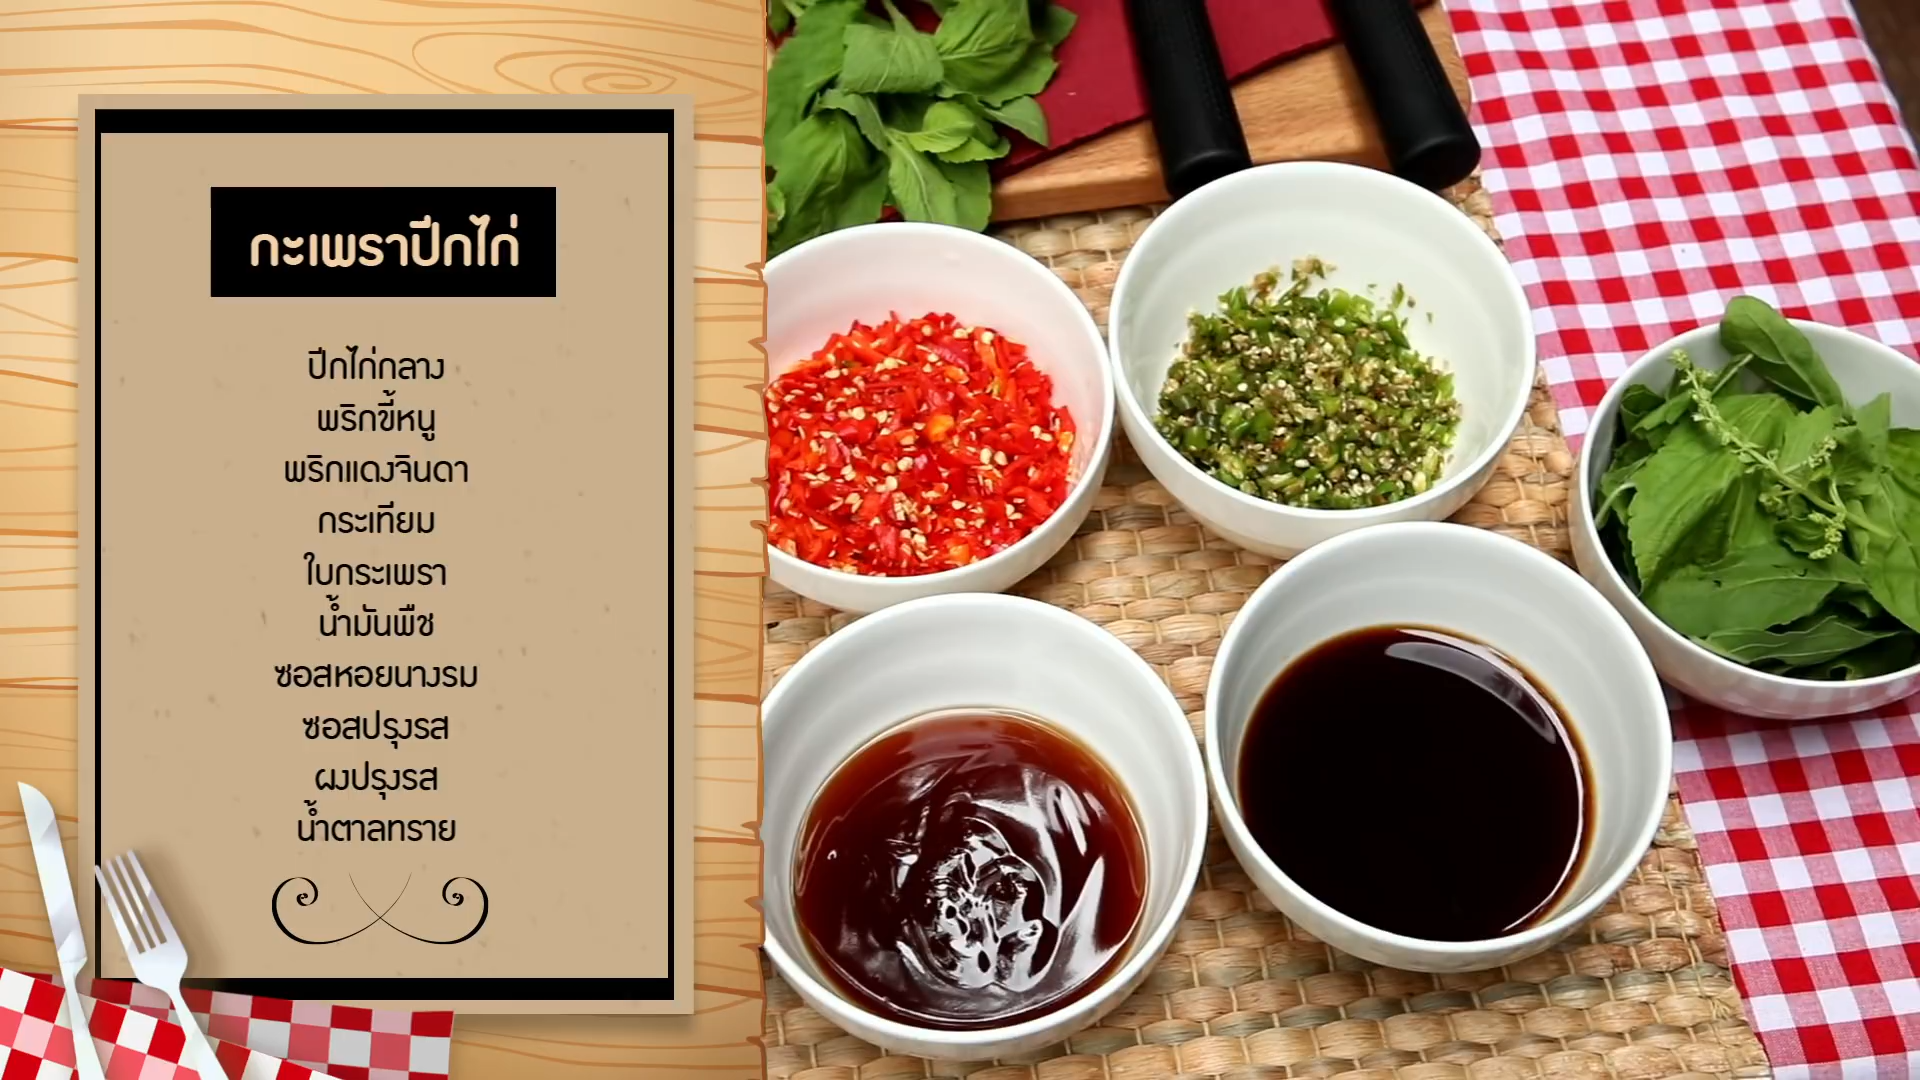 กะเพราปีกไก่
ปีกไก่กลาง
พริกขี้หนู
พริกแดงจินดา
กระเทียม
ใบกระเพรา
น้ำมันพืช
ซอสหอยนางรม
ซอสปรุงรส
ผงปรุงรส
น้ำตาลทราย